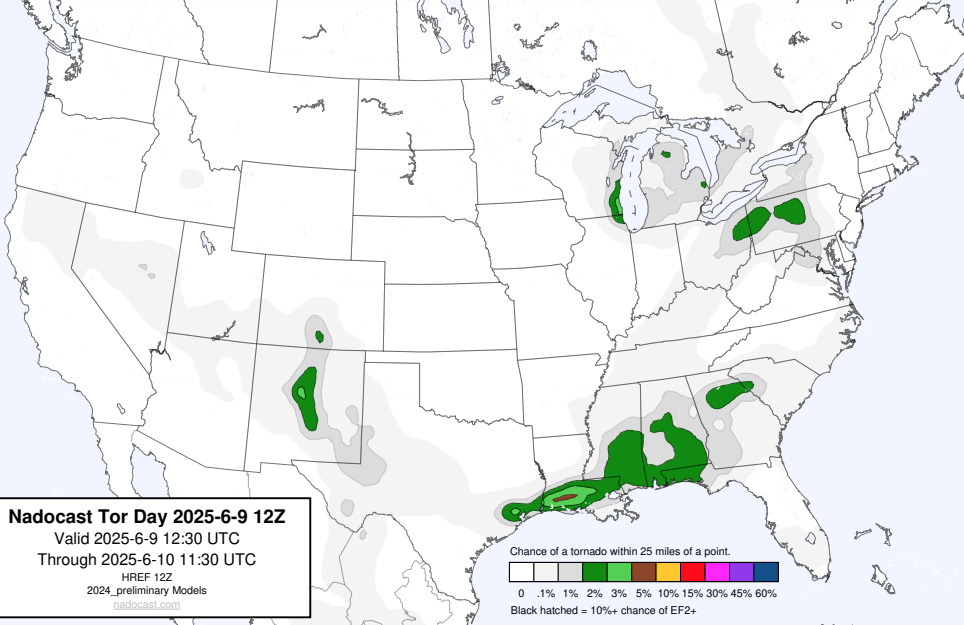 Nadocast Tor Day 2025-6-9 12Z
Valid 2025-6-9 12:30 UTC
Through 2025-6-10 11:30 UTC
HREF 12Z
2024_preliminary Models
nadocast.com
Chance of a tornado within 25 miles of a point.
0 .1% 1% 2% 3% 5% 10% 15% 30% 45% 60%
Black hatched = 10%+ chance of EF2+